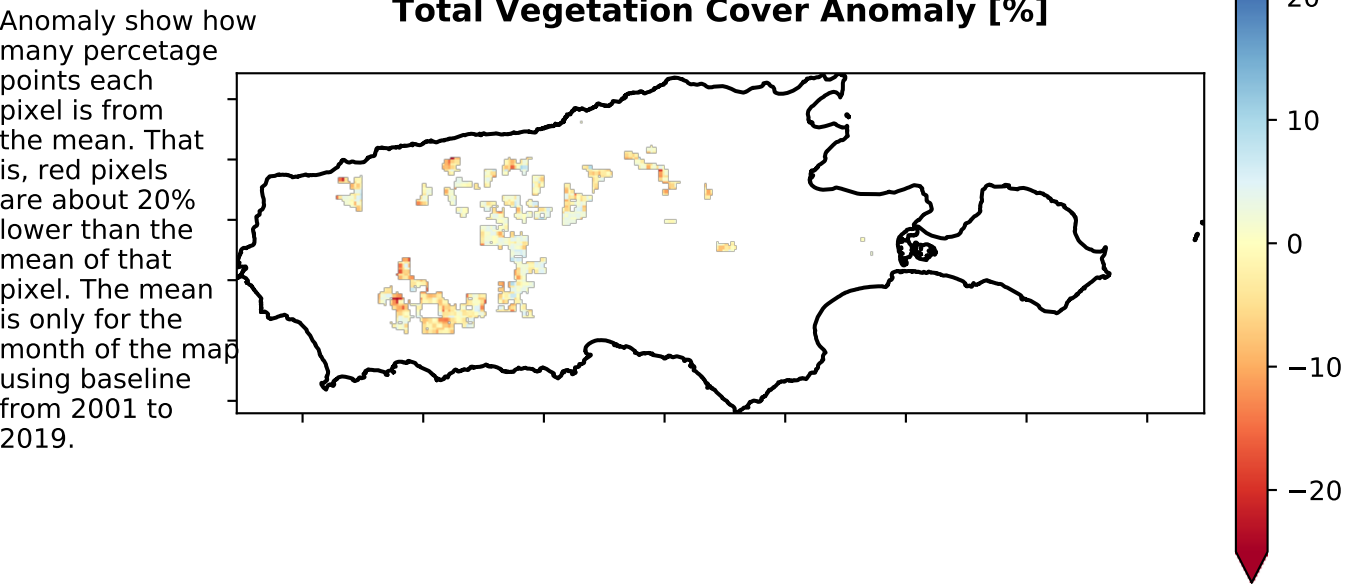 Total Vegetation Cover Anomaly [%]
Anomaly show how
many percetage
points each
pixel is from
the mean. That
is, red pixels
are about 20%
lower than the
mean of that
pixel. The mean
is only for the
month of the map
using baseline
from 2001 to
2019.
20
10
0
−10
−20